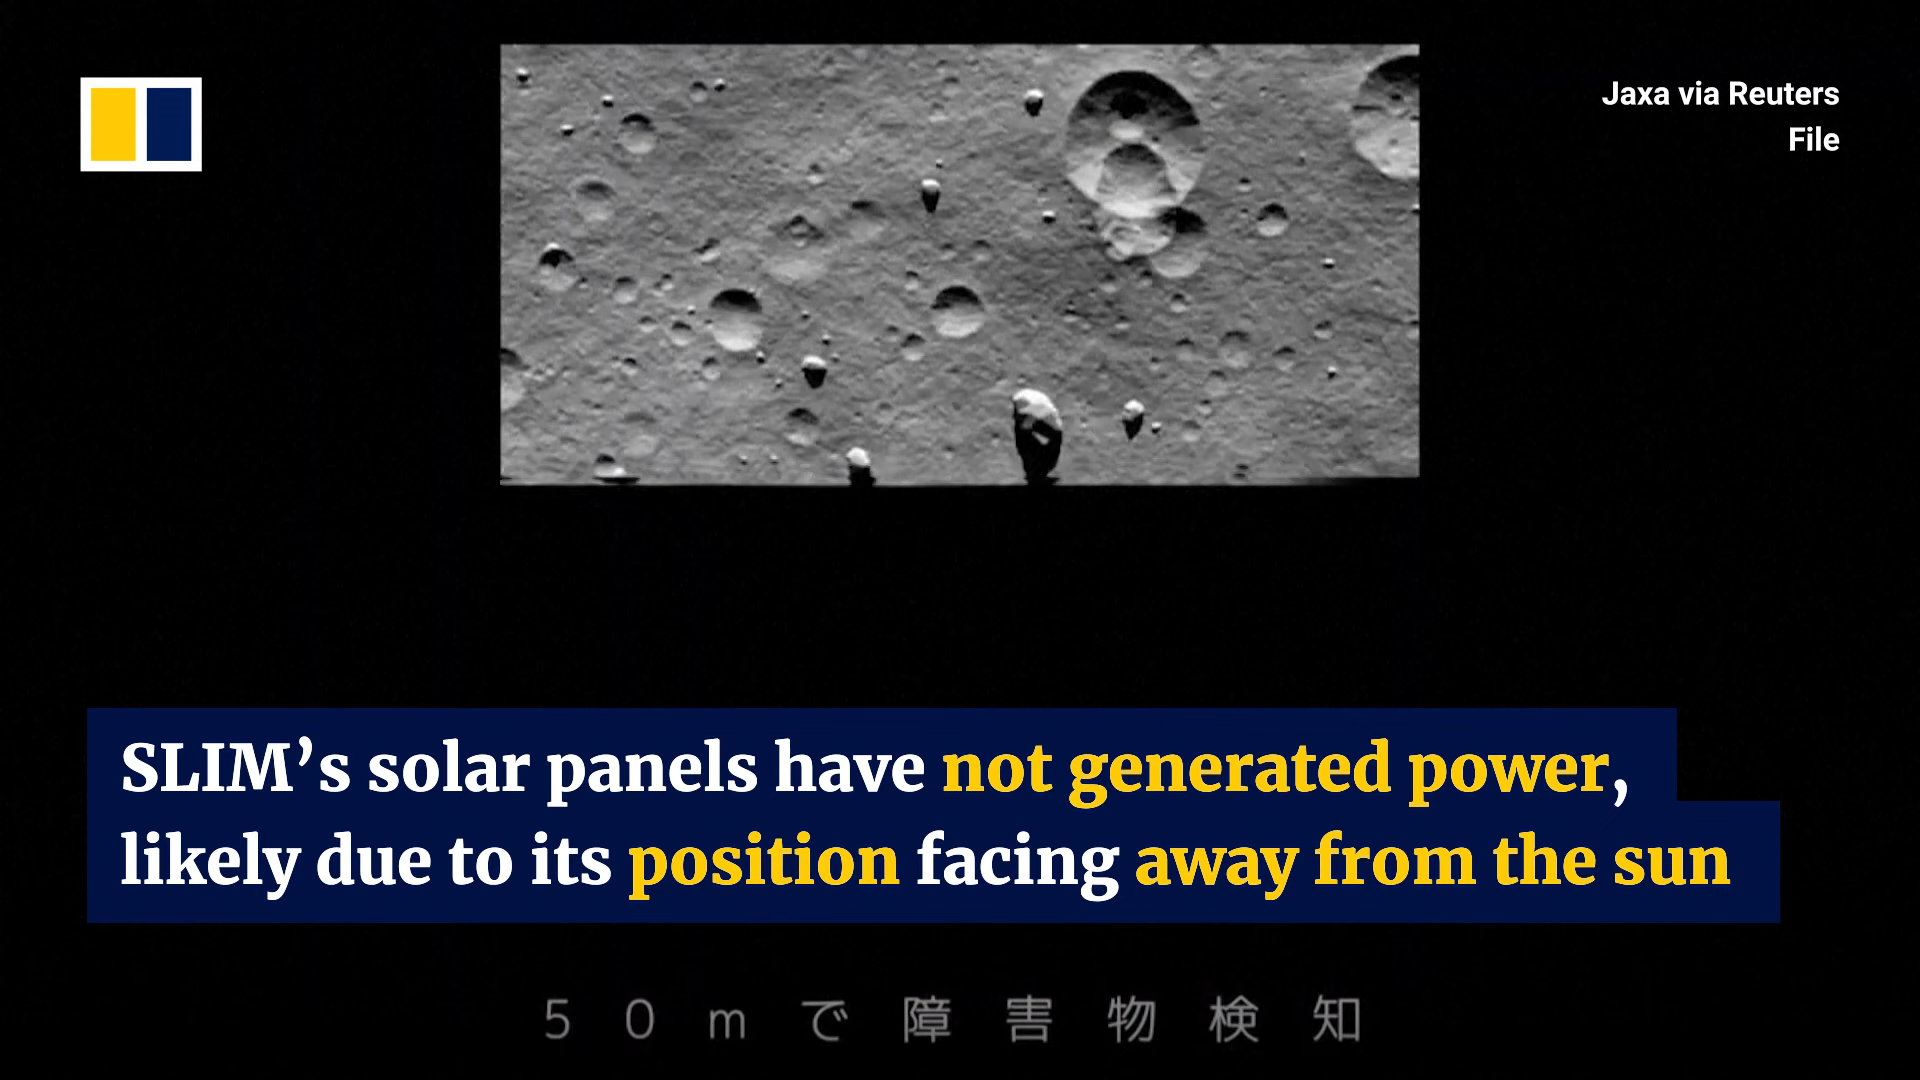 Jaxa via Reuters
File
SLIM’s solar panels have not generated power,
likely due to its position facing away from the sun
50mで障害物検知